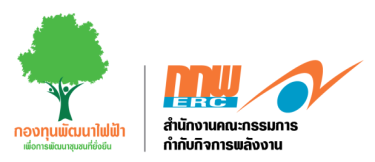 กองทุนพัฒนาไฟฟ้า
เพื่อการพัฒนาชุมชนที่ยั่งยืน
กกพ
ERC
สำนักงานคณะกรรมการ
กำกับกิจการพลังงาน